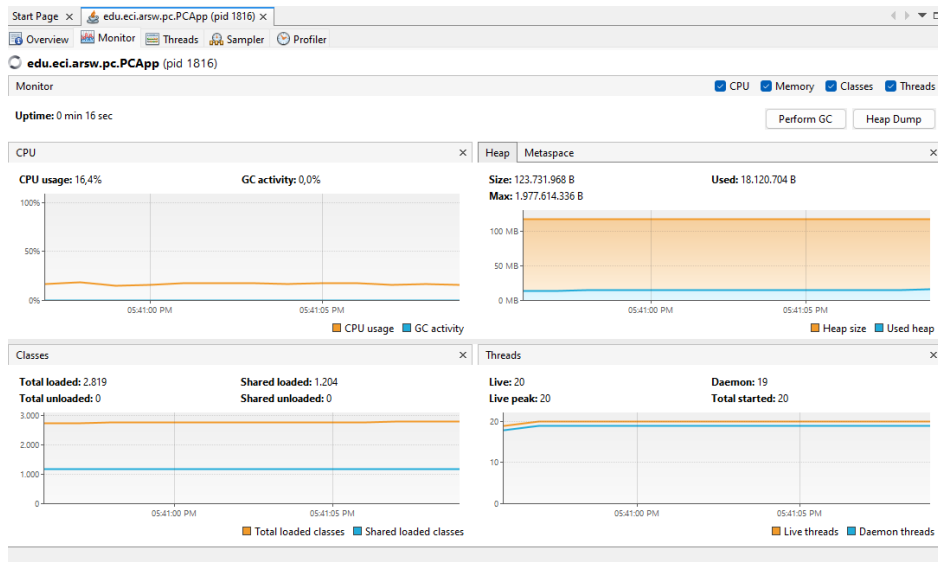 Start Page
edu.eci.arsw.pc.PCApp (pid 1816)
Overview Monitor Threads Sampler Profiler
edu.eci.arsw.pc.PCApp (pid 1816)
Monitor
CPU Memory Classes Threads
Uptime: 0 min 16 sec
Perform GC Heap Dump
CPU
CPU usage: 16,4% GC activity: 0,0%
100%
50%
0%
05:41:00 PM 05:41:05 PM
CPU usage GC activity
Heap Metaspace
Size: 123.731.968 B Used: 18.120.704 B
Max: 1.977.614.336 B
100 MB
50 MB
0 MB
05:41:00 PM 05:41:05 PM
Heap size Used heap
Classes
Total loaded: 2.819 Shared loaded: 1.204
Total unloaded: 0 Shared unloaded: 0
3.000
2.000
1.000
0
05:41:00 PM 05:41:05 PM
Total loaded classes Shared loaded classes
Threads
Live: 20 Daemon: 19
Live peak: 20 Total started: 20
20
10
0
05:41:00 PM 05:41:05 PM
Live threads Daemon threads